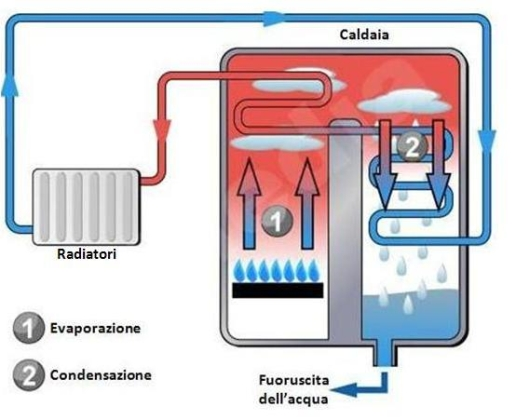 Caldaia
2
1
Radiatori
1 Evaporazione
2 Condensazione
Fuoruscita
dell'acqua